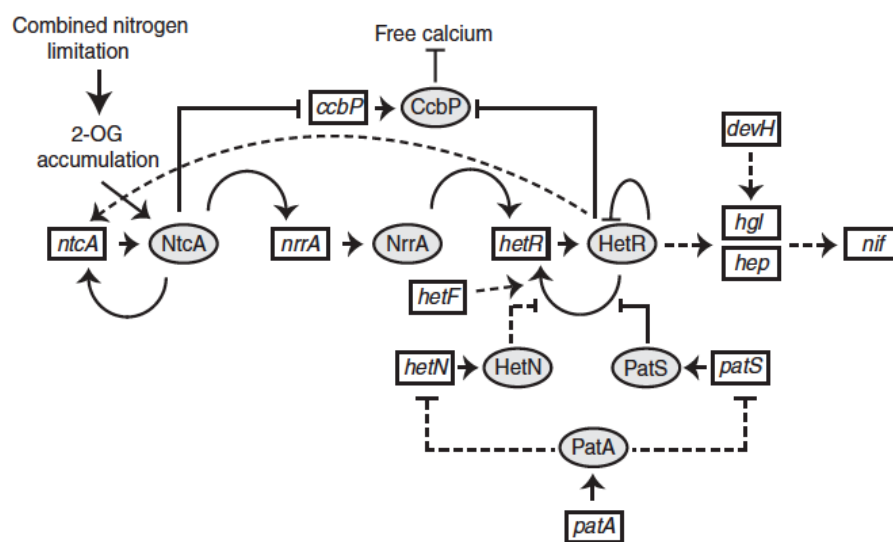 Combined nitrogen
limitation
Free calcium
ccbP
CcbP
2-OG
accumulation
devH
ntcA
NtcA
nrrA
NrrA
hetR
HetR
hgl
hep
nif
hetF
hetN
HetN
PatS
patS
PatA
patA